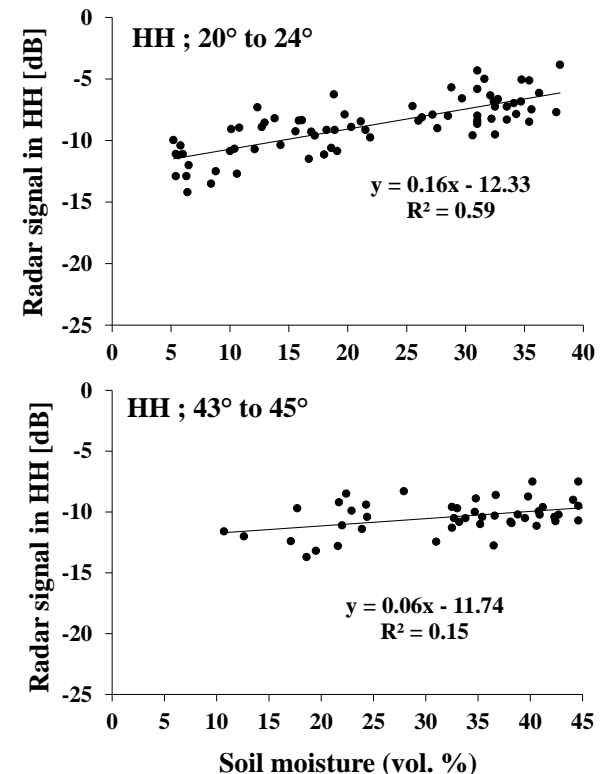 HH ; 20° to 24°
Radar signal in HH [dB]
0
-5
-10
-15
-20
-25
y = 0.16x - 12.33
R² = 0.59
0 5 10 15 20 25 30 35 40
HH ; 43° to 45°
Radar signal in HH [dB]
0
-5
-10
-15
-20
-25
y = 0.06x - 11.74
R² = 0.15
0 5 10 15 20 25 30 35 40 45
Soil moisture (vol. %)